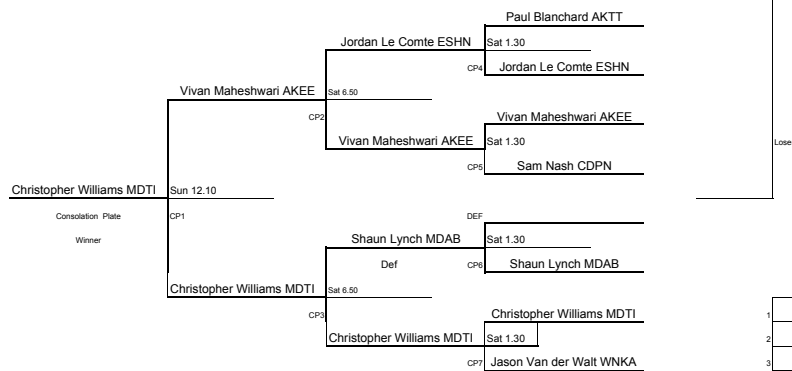 Paul Blanchard AKTT
Jordan Le Comte ESHN Sat 1.30
CP4 Jordan Le Comte ESHN
Vivan Maheshwari AKEE Sat 6.50
CP2 Vivan Maheshwari AKEE
Vivan Maheshwari AKEE Sat 1.30 Lose
CP5 Sam Nash CDPN
Christopher Williams MDTI Sun 12.10
Consolation Plate CP1 DEF
Winner Shaun Lynch MDAB Sat 1.30
Def CP6 Shaun Lynch MDAB
Christopher Williams MDTI Sat 6.50
CP3 Christopher Williams MDTI 1
Christopher Williams MDTI Sat 1.30 2
CP7 Jason Van der Walt WNKA 3